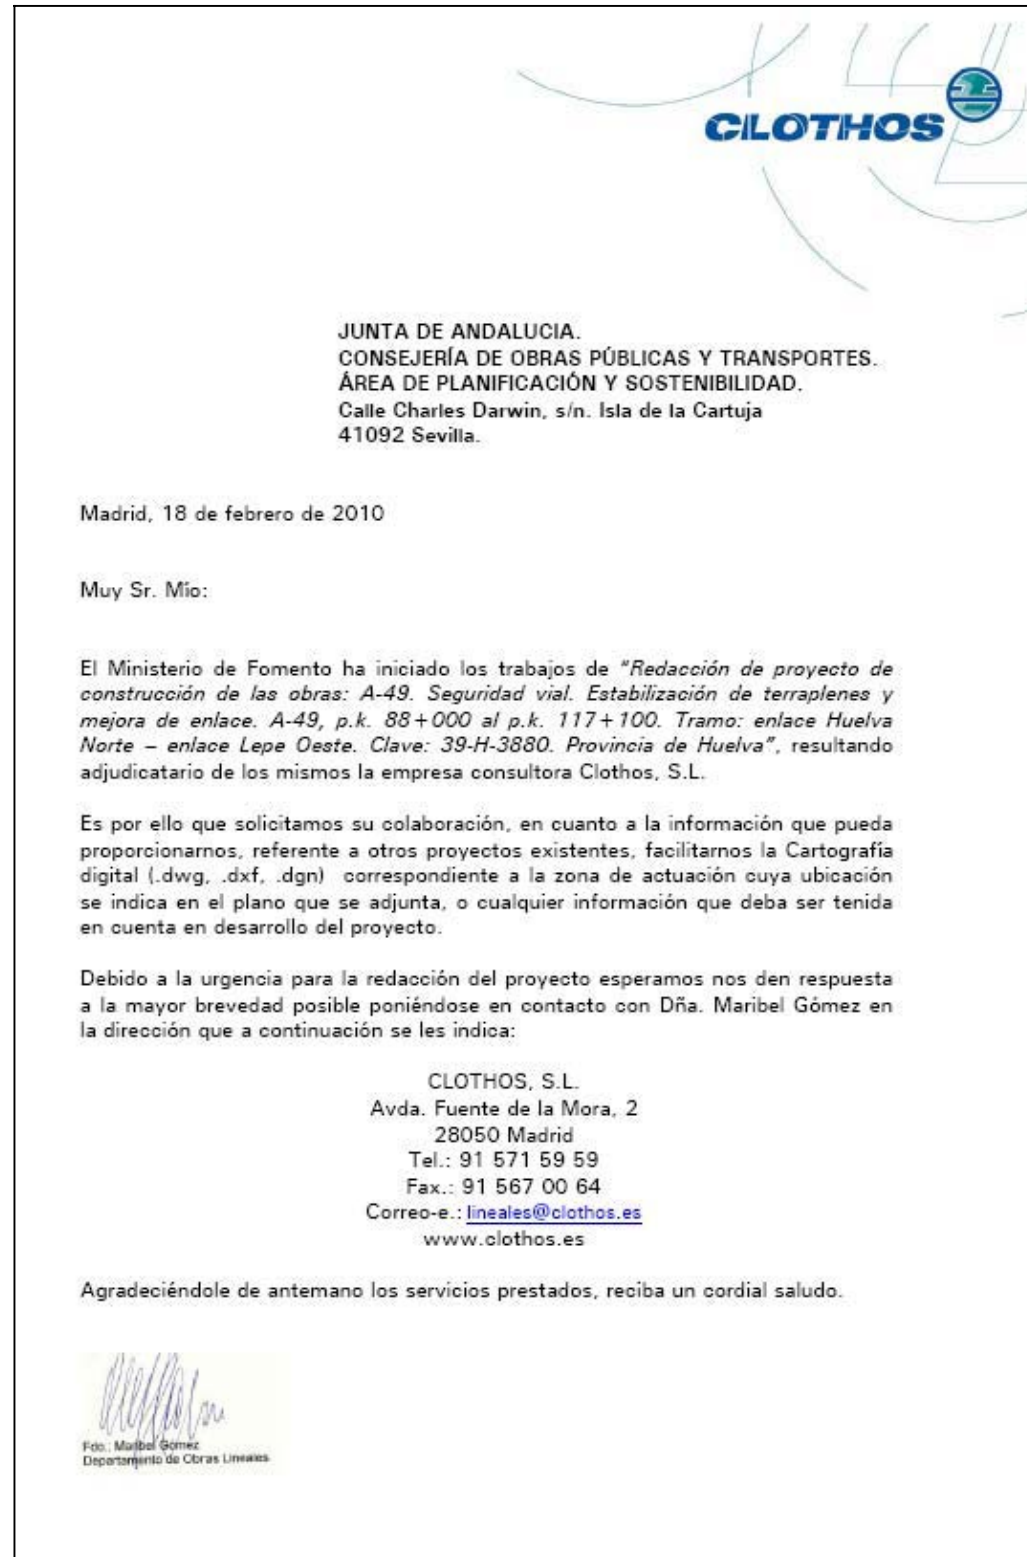 CLOTHOS
JUNTA DE ANDALUCIA.
CONSEJERÍA DE OBRAS PÚBLICAS Y TRANSPORTES.
ÁREA DE PLANIFICACIÓN Y SOSTENIBILIDAD.
Calle Charles Darwin, s/n. Isla de la Cartuja
41092 Sevilla.
Madrid, 18 de febrero de 2010
Muy Sr. Mío:
El Ministerio de Fomento ha iniciado los trabajos de "Redacción de proyecto de
construcción de las obras: A-49. Seguridad vial. Estabilización de terraplenes y
mejora de enlace. A-49, p.k. 88+000 al p.k. 117+100. Tramo: enlace Huelva
Norte – enlace Lepe Oeste. Clave: 39-H-3880. Provincia de Huelva", resultando
adjudicatario de los mismos la empresa consultora Clothos, S.L.
Es por ello que solicitamos su colaboración, en cuanto a la información que pueda
proporcionarnos, referente a otros proyectos existentes, facilitarnos la Cartografía
digital (.dwg, .dxf, .dgn) correspondiente a la zona de actuación cuya ubicación
se indica en el plano que se adjunta, o cualquier información que deba ser tenida
en cuenta en desarrollo del proyecto.
Debido a la urgencia para la redacción del proyecto esperamos nos den respuesta
a la mayor brevedad posible poniéndose en contacto con Dña. Maribel Gómez en
la dirección que a continuación se les indica:
CLOTHOS, S.L.
Avda. Fuente de la Mora, 2
28050 Madrid
Tel.: 91 571 59 59
Fax.: 91 567 00 64
Correo-e.: lineales@clothos.es
www.clothos.es
Agradeciéndole de antemano los servicios prestados, reciba un cordial saludo.
Fdo.: Maribel Gómez
Departamento de Obras Lineales